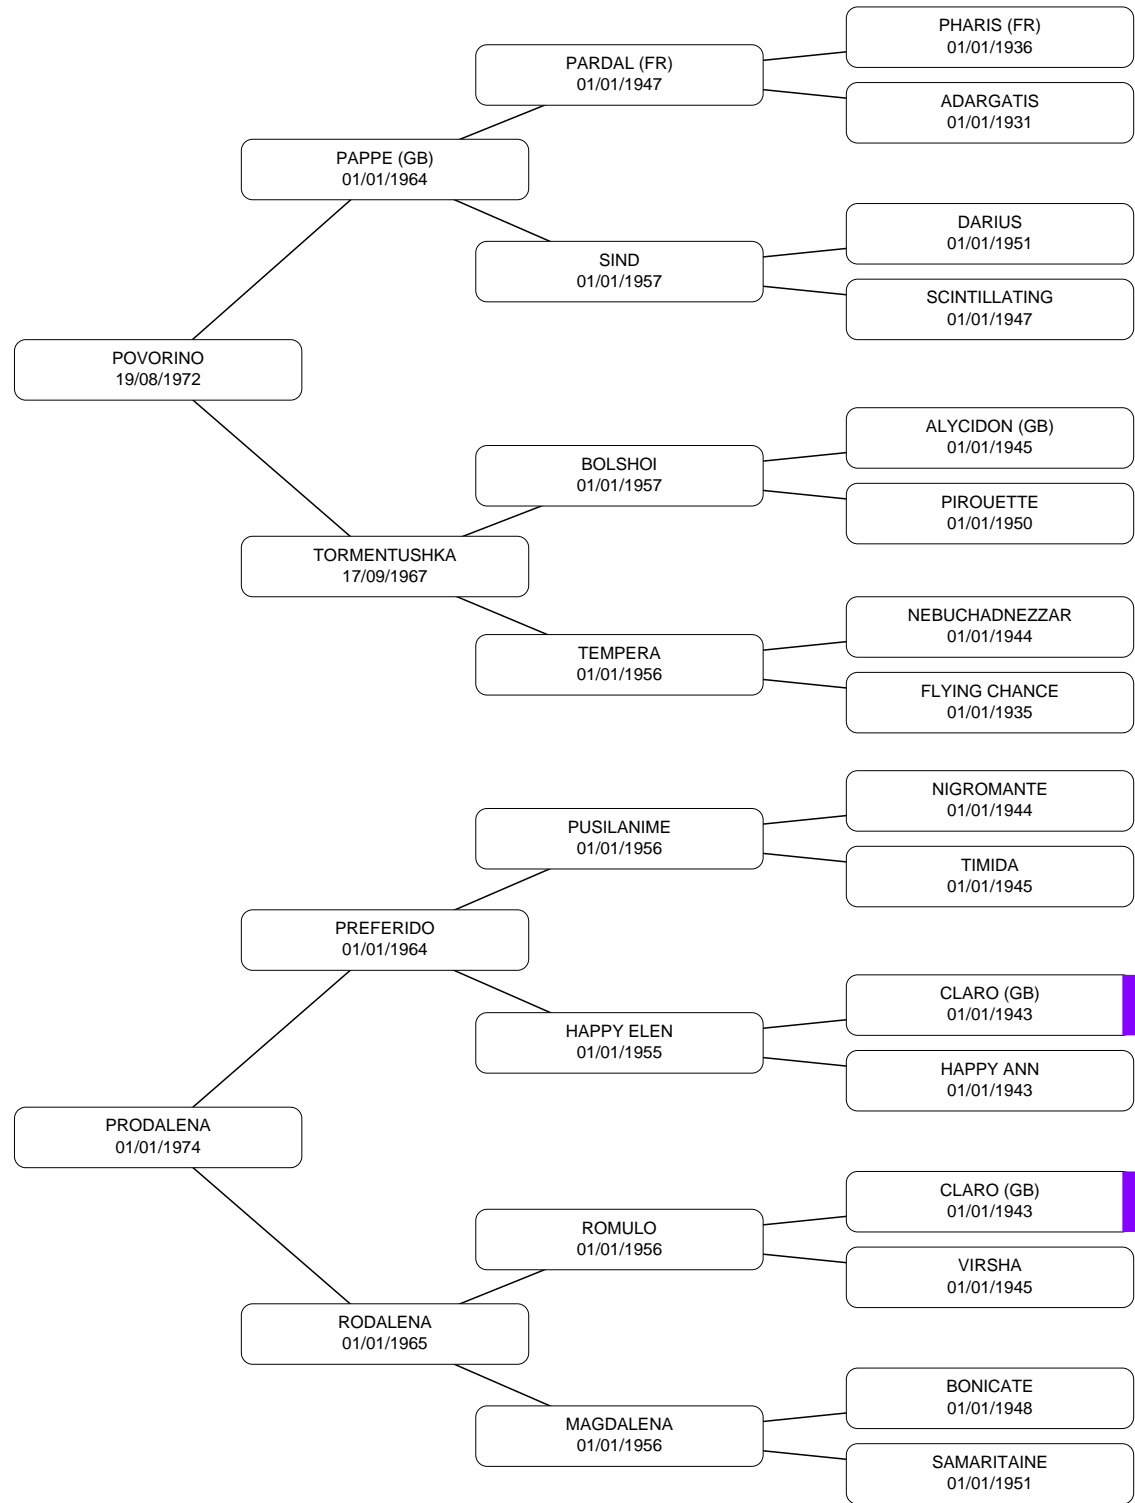 PHARIS (FR)
01/01/1936
PARDAL (FR)
01/01/1947
ADARGATIS
01/01/1931
PAPPE (GB)
01/01/1964
DARIUS
01/01/1951
SIND
01/01/1957
SCINTILLATING
01/01/1947
POVORINO
19/08/1972
ALYCIDON (GB)
01/01/1945
BOLSHOI
01/01/1957
PIROUETTE
01/01/1950
TORMENTUSHKA
17/09/1967
NEBUCHADNEZZAR
01/01/1944
TEMPERA
01/01/1956
FLYING CHANCE
01/01/1935
NIGROMANTE
01/01/1944
PUSILANIME
01/01/1956
TIMIDA
01/01/1945
PREFERIDO
01/01/1964
CLARO (GB)
01/01/1943
HAPPY ELEN
01/01/1955
HAPPY ANN
01/01/1943
PRODALENA
01/01/1974
CLARO (GB)
01/01/1943
ROMULO
01/01/1956
VIRSHA
01/01/1945
RODALENA
01/01/1965
BONICATE
01/01/1948
MAGDALENA
01/01/1956
SAMARITAINE
01/01/1951